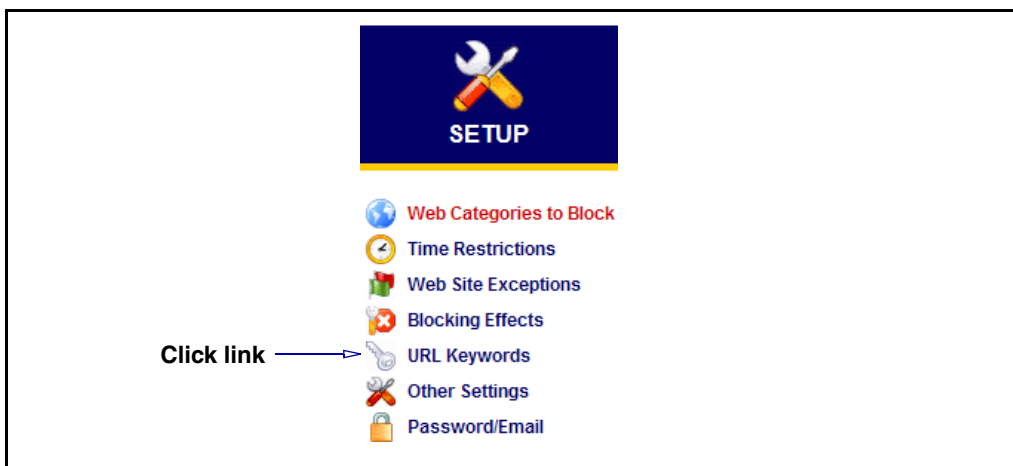 SETUP
Web Categories to Block
Time Restrictions
Web Site Exceptions
Blocking Effects
Click link
URL Keywords
Other Settings
Password/Email